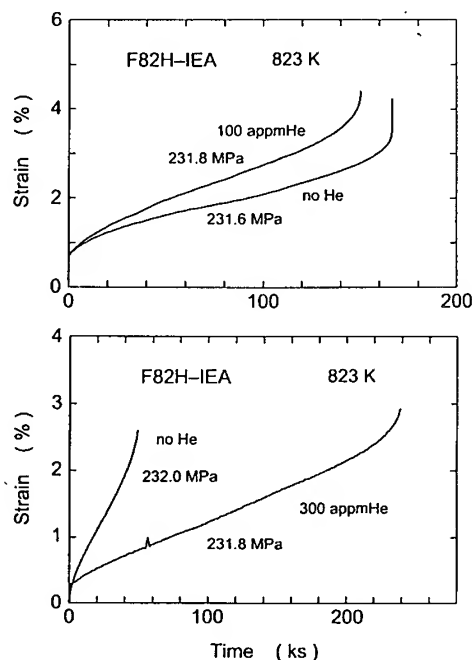 F82H–IEA 823 K
6
4
2
0
Strain (%)
100 appmHe
231.8 MPa
no He
231.6 MPa
0
100
200
F82H–IEA 823 K
4
3
2
1
0
Strain (%)
no He
232.0 MPa
300 appmHe
231.8 MPa
0
100
200
Time (ks)